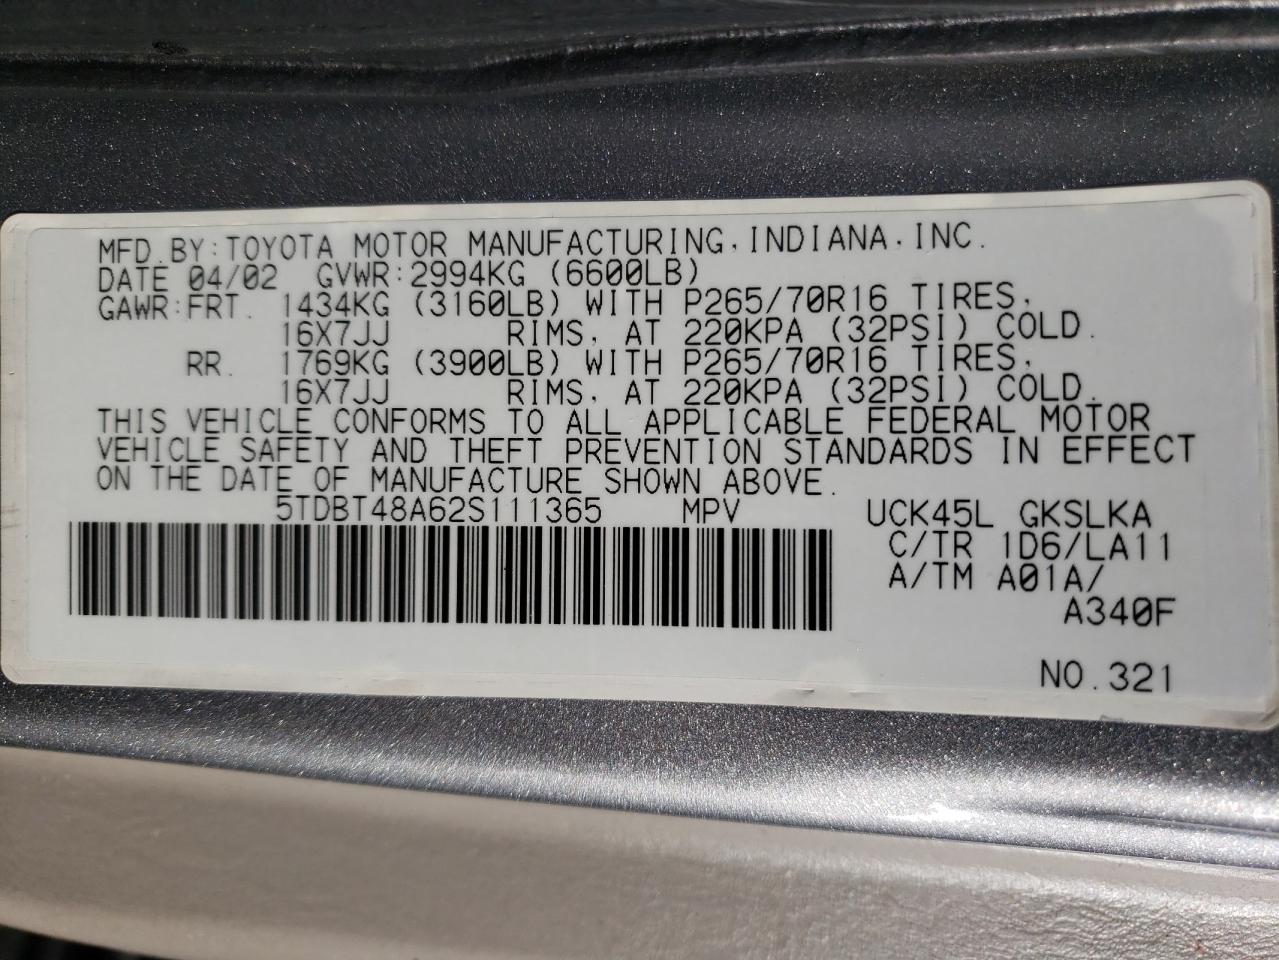 MFD.BY:TOYOTA MOTOR MANUFACTURING,INDIANA,INC.
DATE 04/02 GVWR:2994KG (6600LB)
GAWR:FRT. 1434KG (3160LB) WITH P265/70R16 TIRES,
16X7JJ RIMS, AT 220KPA (32PSI) COLD.
RR. 1769KG (3900LB) WITH P265/70R16 TIRES,
16X7JJ RIMS, AT 220KPA (32PSI) COLD.
THIS VEHICLE CONFORMS TO ALL APPLICABLE FEDERAL MOTOR
VEHICLE SAFETY AND THEFT PREVENTION STANDARDS IN EFFECT
ON THE DATE OF MANUFACTURE SHOWN ABOVE.
5TDBT48A62S111365 MPV UCK45L GKSLKA
C/TR 1D6/LA11
A/TM A01A/
A340F
NO.321